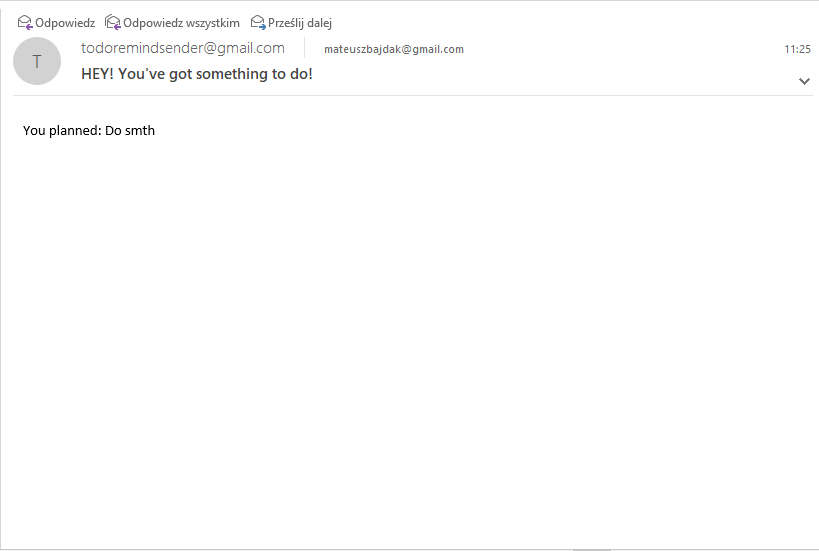 Odpowiedz Odpowiedz wszystkim Prześlij dalej
todoremindsender@gmail.com mateuszbajdak@gmail.com 11:25
T
HEY! You've got something to do!
You planned: Do smth